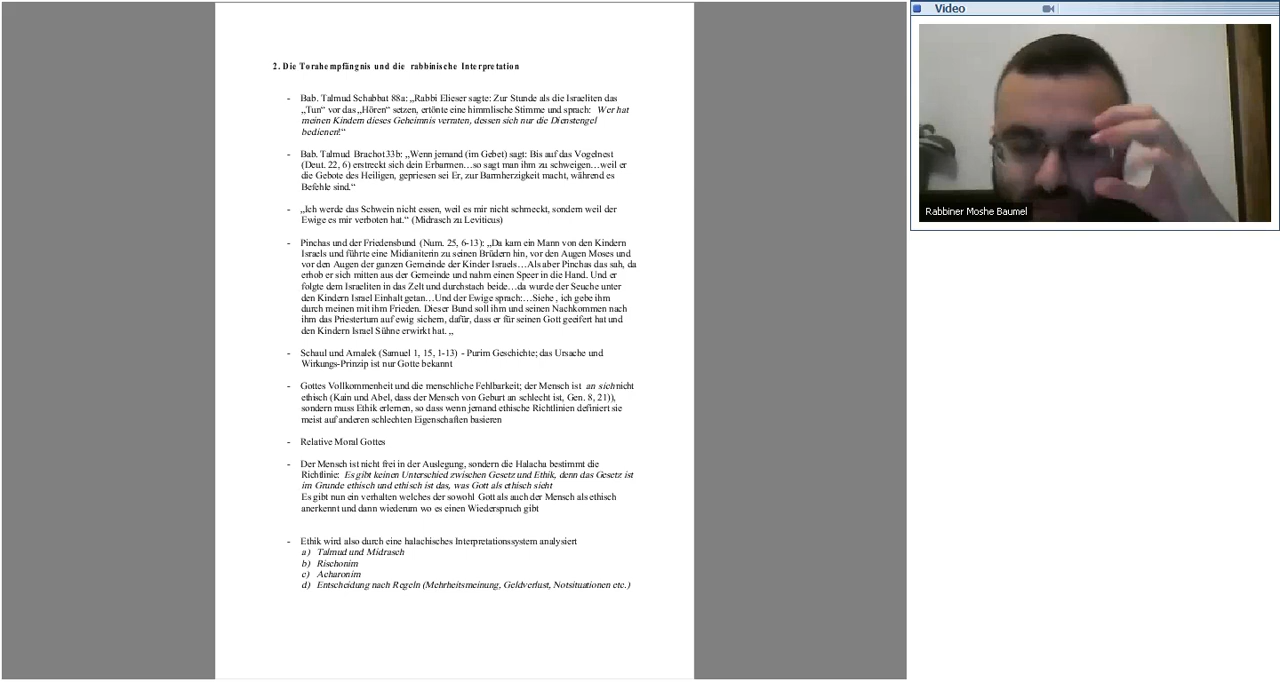 2. Die Torahempfängnis und die rabbinische Interpretation
- Bab. Talmud Schabbat 88a: „Rabbi Elieser sagte: Zur Stunde als die Israeliten das
„Tun“ vor das „Hören“ setzen, ertönte eine himmlische Stimme und sprach: Wer hat
meinen Kindern dieses Geheimnis verraten, dessen sich nur die Dienstengel
bedienen!“
- Bab. Talmud Brachot 33b: „Wenn jemand (im Gebet) sagt: Bis auf das Vogelnest
(Deut. 22, 6) erstreckt sich dein Erbarmen…so sagt man ihm zu schweigen…weil er
die Gebote des Heiligen, gepriesen sei Er, zur Barmherzigkeit macht, während es
Befehle sind.“
- „Ich werde das Schwein nicht essen, weil es mir nicht schmeckt, sondern weil der
Ewige es mir verboten hat.“ (Midrasch zu Leviticus)
- Pinchas und der Friedensbund (Num. 25, 6-13): „Da kam ein Mann von den Kindern
Israels und führte eine Midianiterin zu seinen Brüdern hin, vor den Augen Moses und
vor den Augen der ganzen Gemeinde der Kinder Israels…Als aber Pinchas das sah, da
erhob er sich mitten aus der Gemeinde und nahm einen Speer in die Hand. Und er
folgte dem Israeliten in das Zelt und durchstach beide…da wurde der Seuche unter
den Kindern Israel Einhalt getan…Und der Ewige sprach:…Siehe , ich gebe ihm
durch meinen mit ihm Frieden. Dieser Bund soll ihm und seinen Nachkommen nach
ihm das Priestertum auf ewig sichern, dafür, dass er für seinen Gott geeifert hat und
den Kindern Israel Sühne erwirkt hat. „
- Schaul und Amalek (Samuel 1, 15, 1-13) - Purim Geschichte; das Ursache und
Wirkungs-Prinzip ist nur Gotte bekannt
- Gottes Vollkommenheit und die menschliche Fehlbarkeit; der Mensch ist an sich nicht
ethisch (Kain und Abel, dass der Mensch von Geburt an schlecht ist, Gen. 8, 21)),
sondern muss Ethik erlernen, so dass wenn jemand ethische Richtlinien definiert sie
meist auf anderen schlechten Eigenschaften basieren
- Relative Moral Gottes
- Der Mensch ist nicht frei in der Auslegung, sondern die Halacha bestimmt die
Richtlinie: Es gibt keinen Unterschied zwischen Gesetz und Ethik, denn das Gesetz ist
im Grunde ethisch und ethisch ist das, was Gott als ethisch sieht
Es gibt nun ein verhalten welches der sowohl Gott als auch der Mensch als ethisch
anerkennt und dann wiederum wo es einen Wiederspruch gibt
- Ethik wird also durch eine halachisches Interpretationssystem analysiert
a) Talmud und Midrasch
b) Rischonim
c) Acharonim
d) Entscheidung nach Regeln (Mehrheitsmeinung, Geldverlust, Notsituationen etc.)
Video
Rabbiner Moshe Baumel